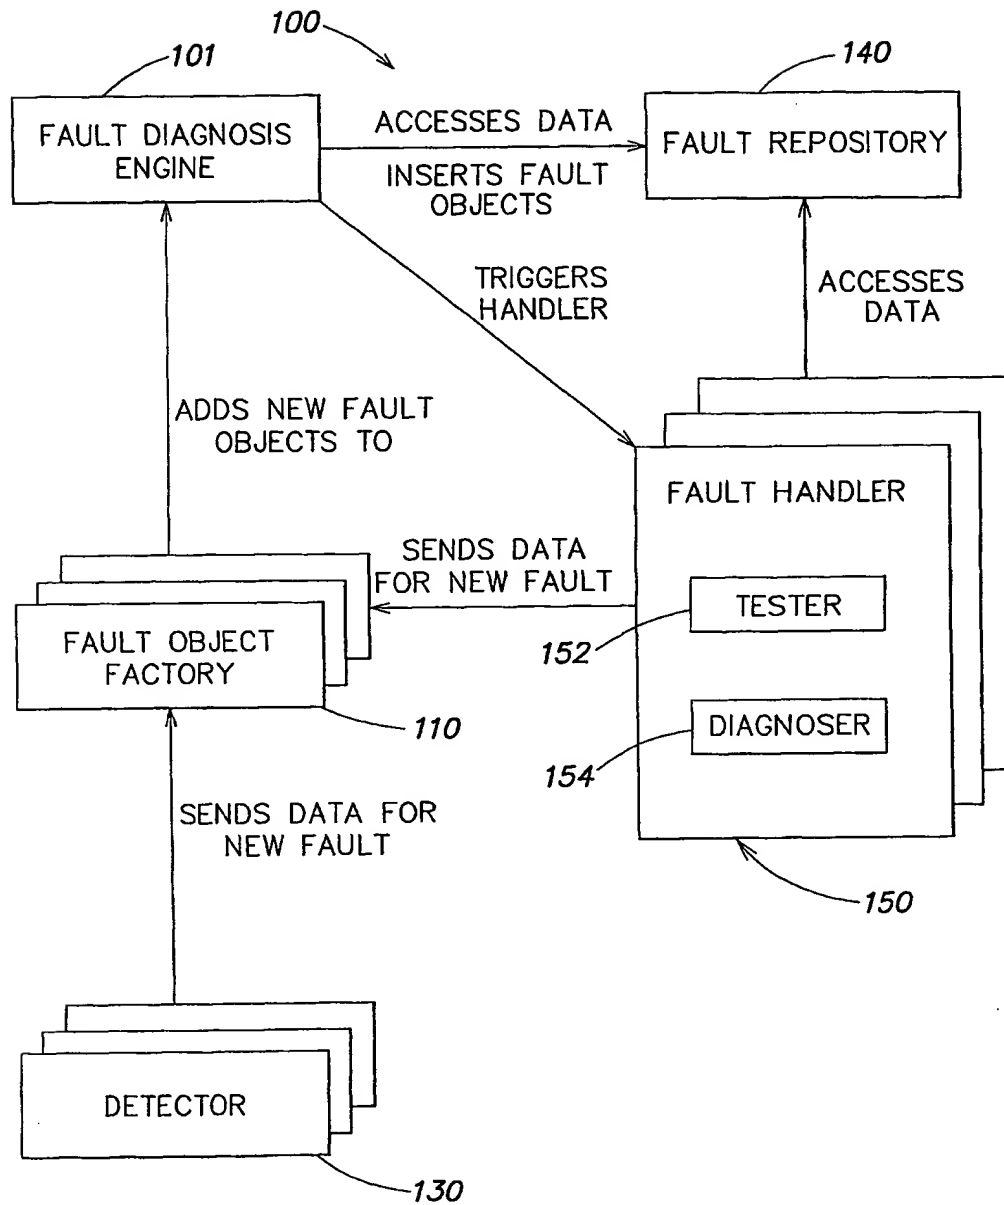 100
101
140
FAULT DIAGNOSIS
ENGINE
ACCESSES DATA
INSERTS FAULT
OBJECTS
FAULT REPOSITORY
TRIGGERS
HANDLER
ACCESSES
DATA
ADDS NEW FAULT
OBJECTS TO
FAULT HANDLER
SENDS DATA
FOR NEW FAULT
TESTER
152
FAULT OBJECT
FACTORY
110
DIAGNOSER
154
SENDS DATA FOR
NEW FAULT
150
DETECTOR
130